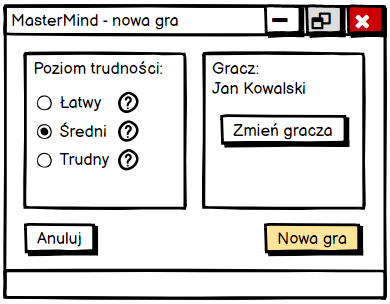 MasterMind - nowa gra
Poziom trudności:
Łatwy ?
Średni ?
Trudny ?
Gracz:
Jan Kowalski
Zmień gracza
Anuluj
Nowa gra